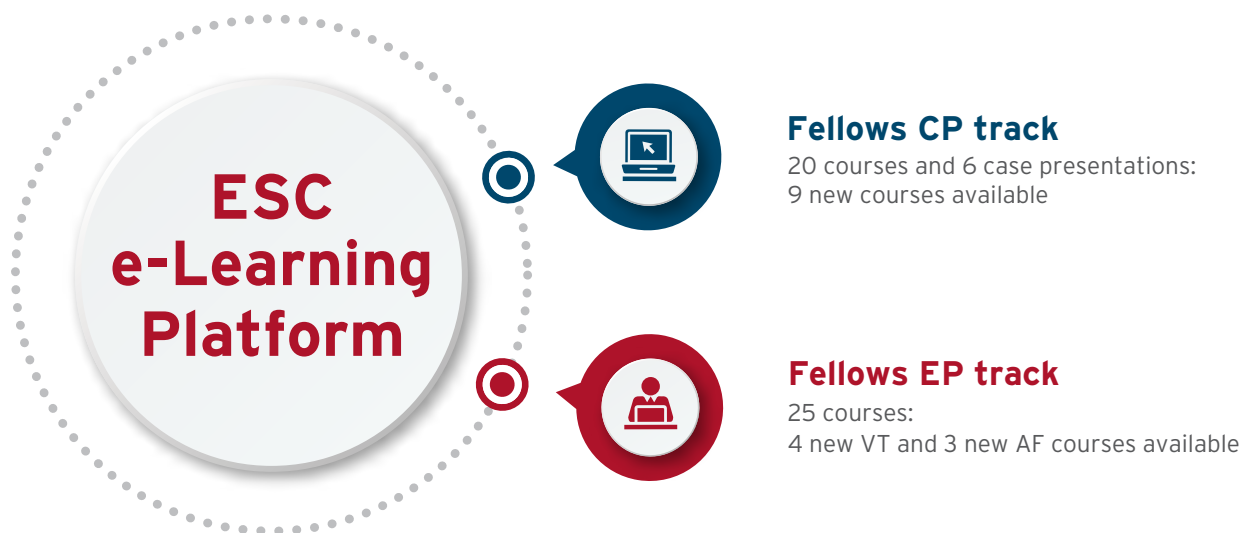 ESC
e-Learning
Platform
Fellows CP track
20 courses and 6 case presentations:
9 new courses available
Fellows EP track
25 courses:
4 new VT and 3 new AF courses available